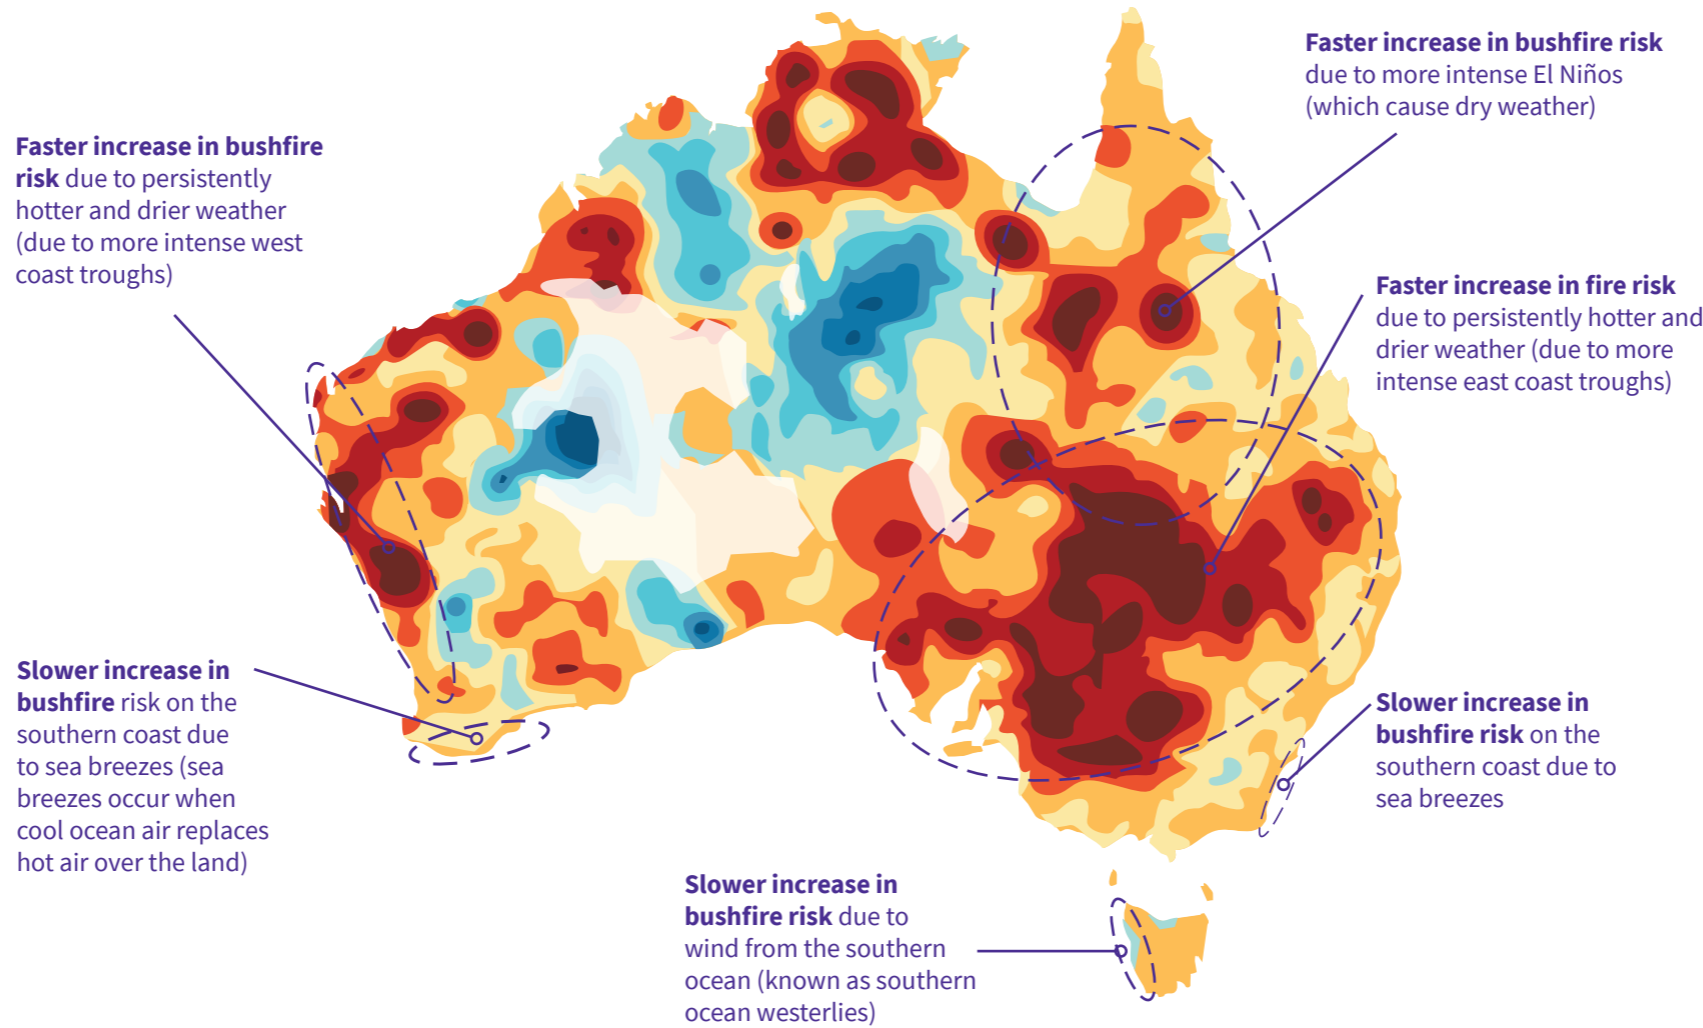 Faster increase in bushfire risk
due to more intense El Niños
(which cause dry weather)
Faster increase in bushfire
risk due to persistently
hotter and drier weather
(due to more intense west
coast troughs)
Faster increase in fire risk
due to persistently hotter and
drier weather (due to more
intense east coast troughs)
Slower increase in
bushfire risk on the
southern coast due
to sea breezes (sea
breezes occur when
cool ocean air replaces
hot air over the land)
Slower increase in
bushfire risk on the
southern coast due to
sea breezes
Slower increase in
bushfire risk due to
wind from the southern
ocean (known as southern
ocean westerlies)